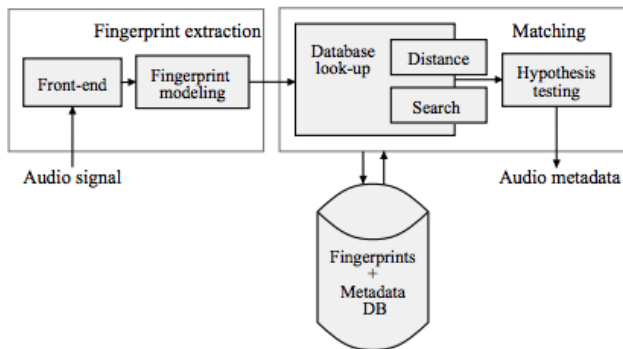 Fingerprint extraction
Front-end
Fingerprint
modeling
Audio signal
Matching
Database
look-up
Distance
Search
Hypothesis
testing
Audio metadata
Fingerprints
+
Metadata
DB